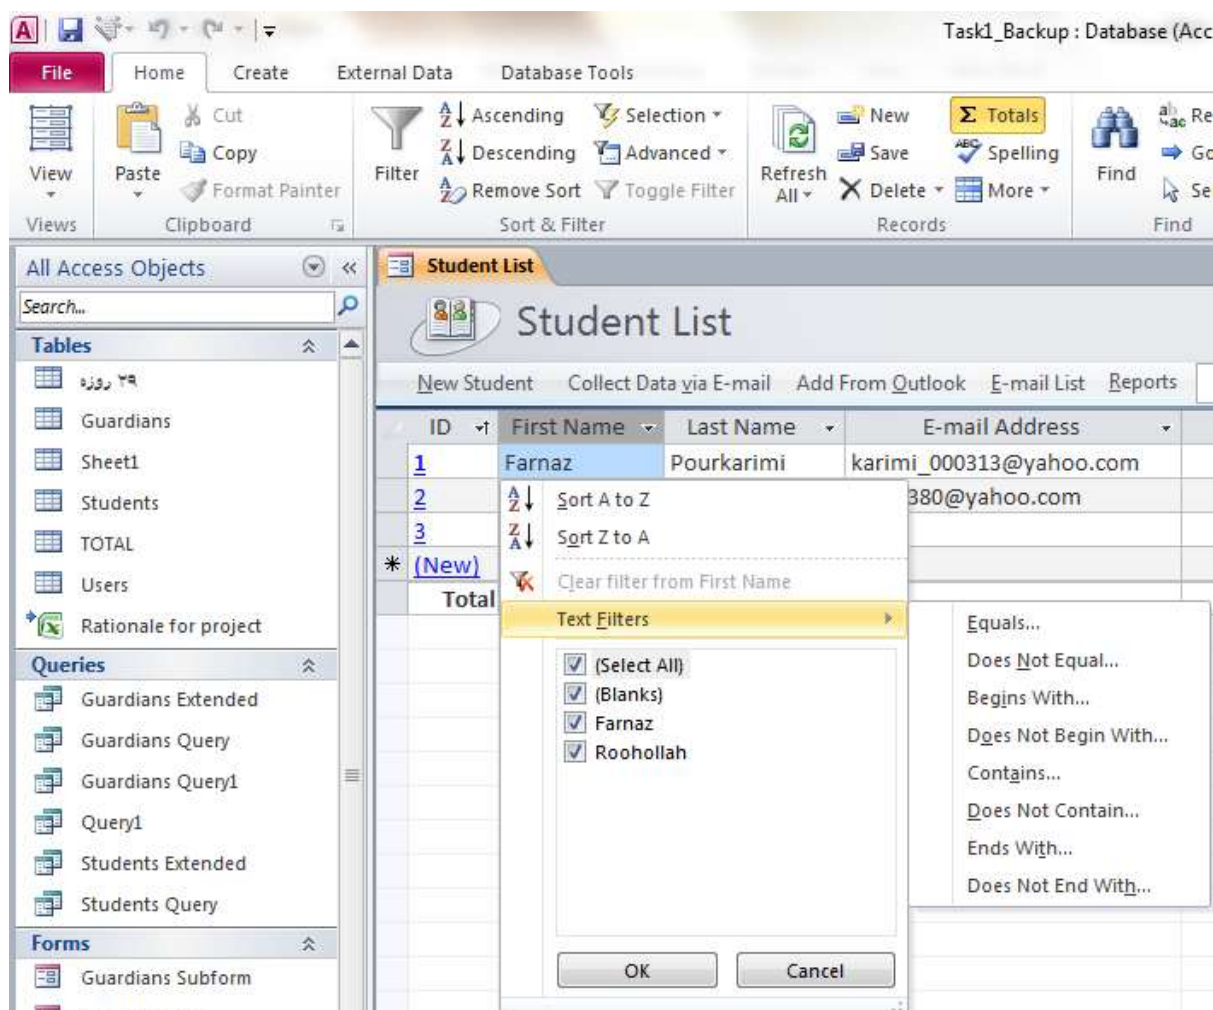 Task1_Backup : Database (Acc
File Home Create External Data Database Tools
Cut
Copy
Format Painter
View
Paste
Views
Clipboard
Filter
Ascending
Descending
Remove Sort
Selection
Advanced
Toggle Filter
Sort & Filter
Refresh
All
New
Save
Delete
Σ Totals
Spelling
More
Records
Find
Re
Go
Se
Find
All Access Objects
Search...
Tables
۲۹ روزه
Guardians
Sheet1
Students
TOTAL
Users
Rationale for project
Queries
Guardians Extended
Guardians Query
Guardians Query1
Query1
Students Extended
Students Query
Forms
Guardians Subform
Student List
Student List
New Student Collect Data via E-mail Add From Outlook E-mail List Reports
ID First Name Last Name E-mail Address
1 Farnaz Pourkarimi karimi_000313@yahoo.com
2 380@yahoo.com
3
(New)
Total
Sort A to Z
Sort Z to A
Clear filter from First Name
Text Filters
(Select All)
(Blanks)
Farnaz
Roohollah
OK Cancel
Equals...
Does Not Equal...
Begins With...
Does Not Begin With...
Contains...
Does Not Contain...
Ends With...
Does Not End With...